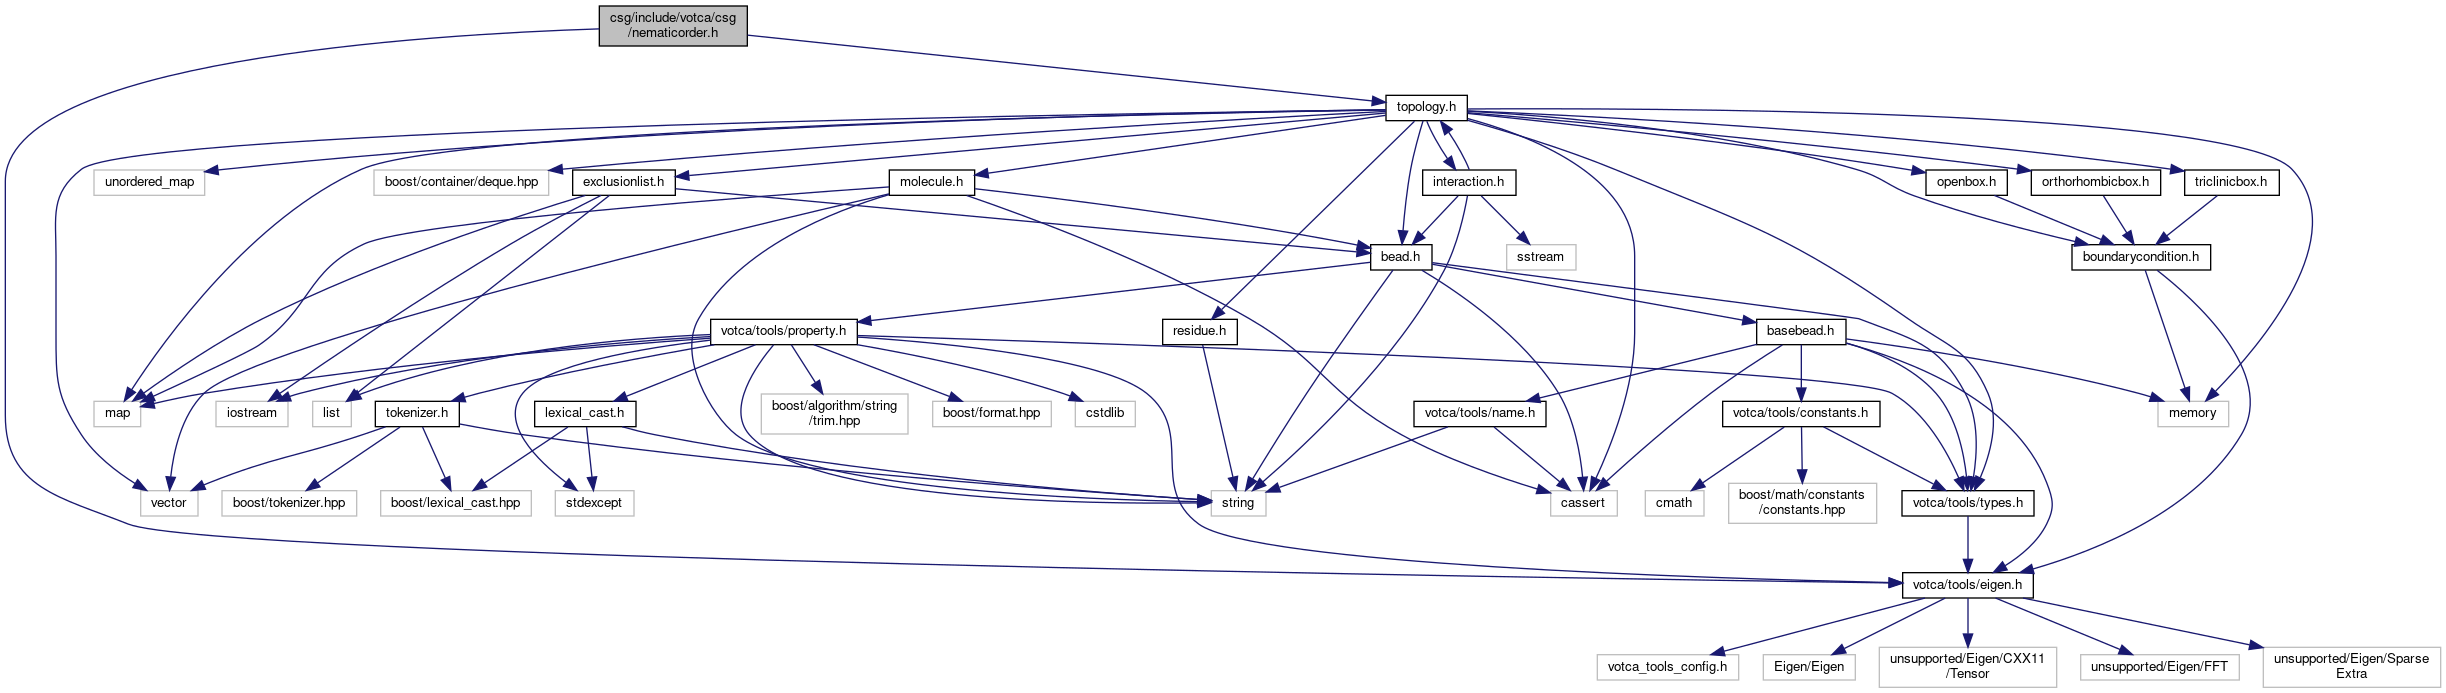 csg/include/votca/csg
/nematicorder.h
topology.h
unordered_map
boost/container/deque.hpp
exclusionlist.h
molecule.h
interaction.h
openbox.h
orthorhombicbox.h
triclinicbox.h
bead.h
sstream
boundarycondition.h
votca/tools/property.h
residue.h
basebead.h
map
iostream
list
tokenizer.h
lexical_cast.h
boost/algorithm/string
/trim.hpp
boost/format.hpp
cstdlib
votca/tools/name.h
votca/tools/constants.h
memory
vector
boost/tokenizer.hpp
boost/lexical_cast.hpp
stdexcept
string
cassert
cmath
boost/math/constants
/constants.hpp
votca/tools/types.h
votca/tools/eigen.h
votca_tools_config.h
Eigen/Eigen
unsupported/Eigen/CXX11
/Tensor
unsupported/Eigen/FFT
unsupported/Eigen/Sparse
Extra